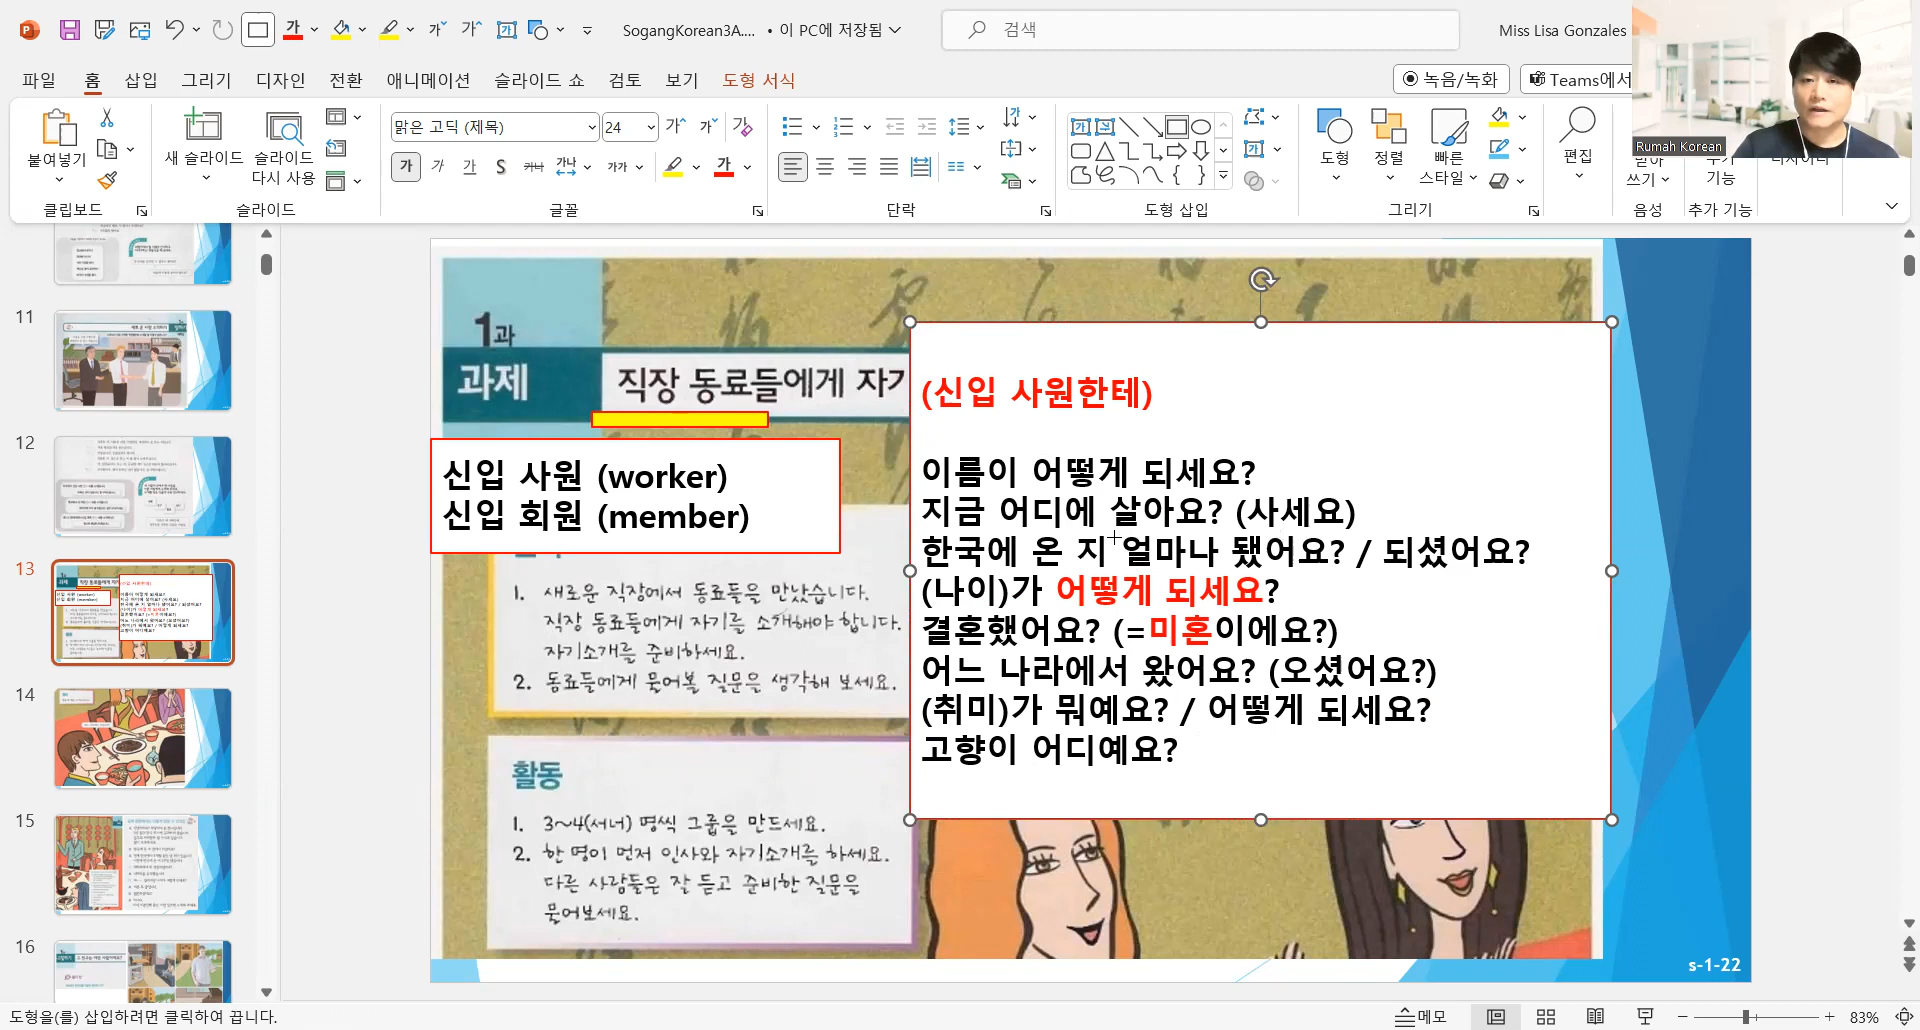 SogangKorean3A.... • 이 PC에 저장됨
검색
Miss Lisa Gonzales
파일 홈 삽입 그리기 디자인 전환 애니메이션 슬라이드 쇼 검토 보기 도형 서식
녹음/녹화
Teams에서
Rumah Korean
붙여넣기
클립보드
새 슬라이드
슬라이드 다시 사용
슬라이드
맑은 고딕 (제목)
24
글꼴
단락
도형 삽입
도형
정렬
빠른 스타일
그리기
편집
쓰기
음성
기능
추가 기능
11
12
13
14
15
16
1과
과제
직장 동료들에게 자기
신입 사원 (worker)
신입 회원 (member)
1. 새로운 직장에서 동료들을 만났습니다.
직장 동료들에게 자기를 소개해야 합니다.
자기소개를 준비하세요.
2. 동료들에게 물어볼 질문을 생각해 보세요.
활동
1. 3~4(서너) 명씩 그룹을 만드세요.
2. 한 명이 먼저 인사와 자기소개를 하세요.
다른 사람들은 잘 듣고 준비한 질문을
물어보세요.
(신입 사원한테)
이름이 어떻게 되세요?
지금 어디에 살아요? (사세요)
한국에 온 지 얼마나 됐어요? / 되셨어요?
(나이)가 어떻게 되세요?
결혼했어요? (=미혼이에요?)
어느 나라에서 왔어요? (오셨어요?)
(취미)가 뭐예요? / 어떻게 되세요?
고향이 어디예요?
s-1-22
도형을(를) 삽입하려면 클릭하여 끕니다.
메모
83%